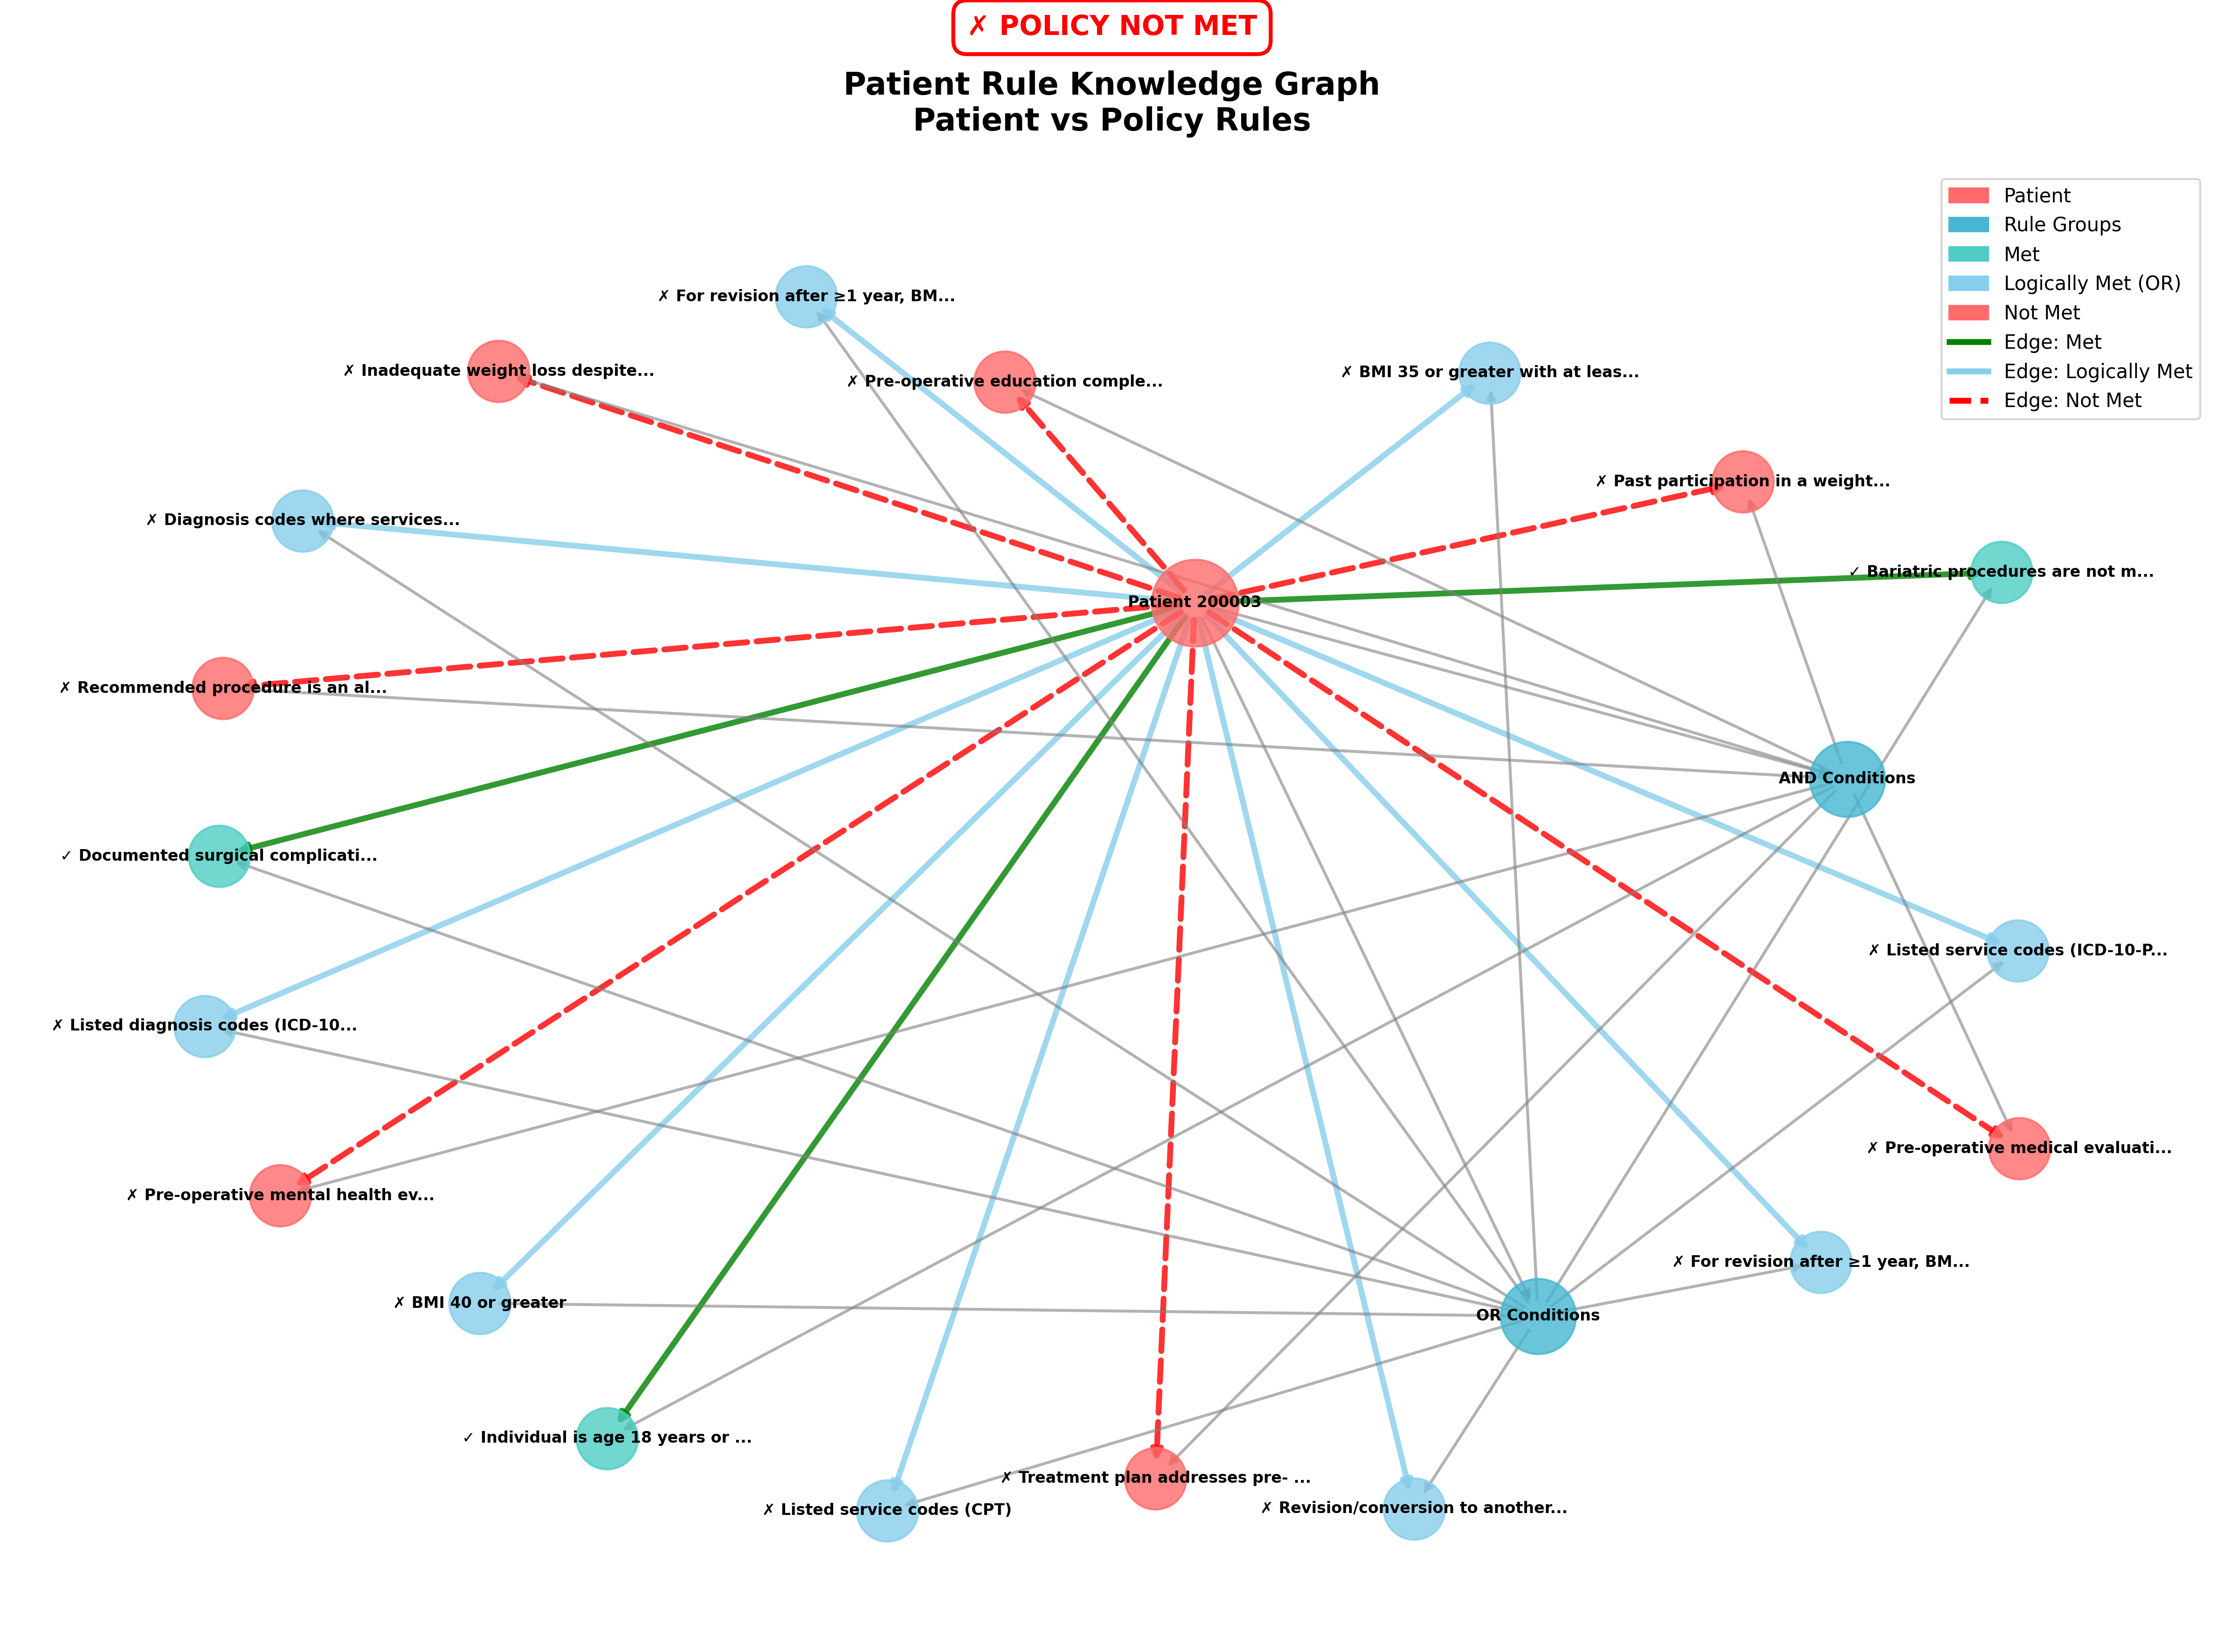 ✗ POLICY NOT MET
Patient Rule Knowledge Graph
Patient vs Policy Rules
Patient
Rule Groups
Met
Logically Met (OR)
Not Met
Edge: Met
Edge: Logically Met
Edge: Not Met
✗ For revision after ≥1 year, BM...
✗ Inadequate weight loss despite...
✗ Pre-operative education comple...
✗ BMI 35 or greater with at leas...
✗ Past participation in a weight...
✗ Diagnosis codes where services...
✓ Bariatric procedures are not m...
Patient 200003
✗ Recommended procedure is an al...
AND Conditions
✓ Documented surgical complicati...
✗ Listed service codes (ICD-10-P...
✗ Listed diagnosis codes (ICD-10...
✗ Pre-operative medical evaluati...
✗ Pre-operative mental health ev...
✗ For revision after ≥1 year, BM...
✗ BMI 40 or greater
OR Conditions
✓ Individual is age 18 years or ...
✗ Treatment plan addresses pre- ...
✗ Listed service codes (CPT)
✗ Revision/conversion to another...